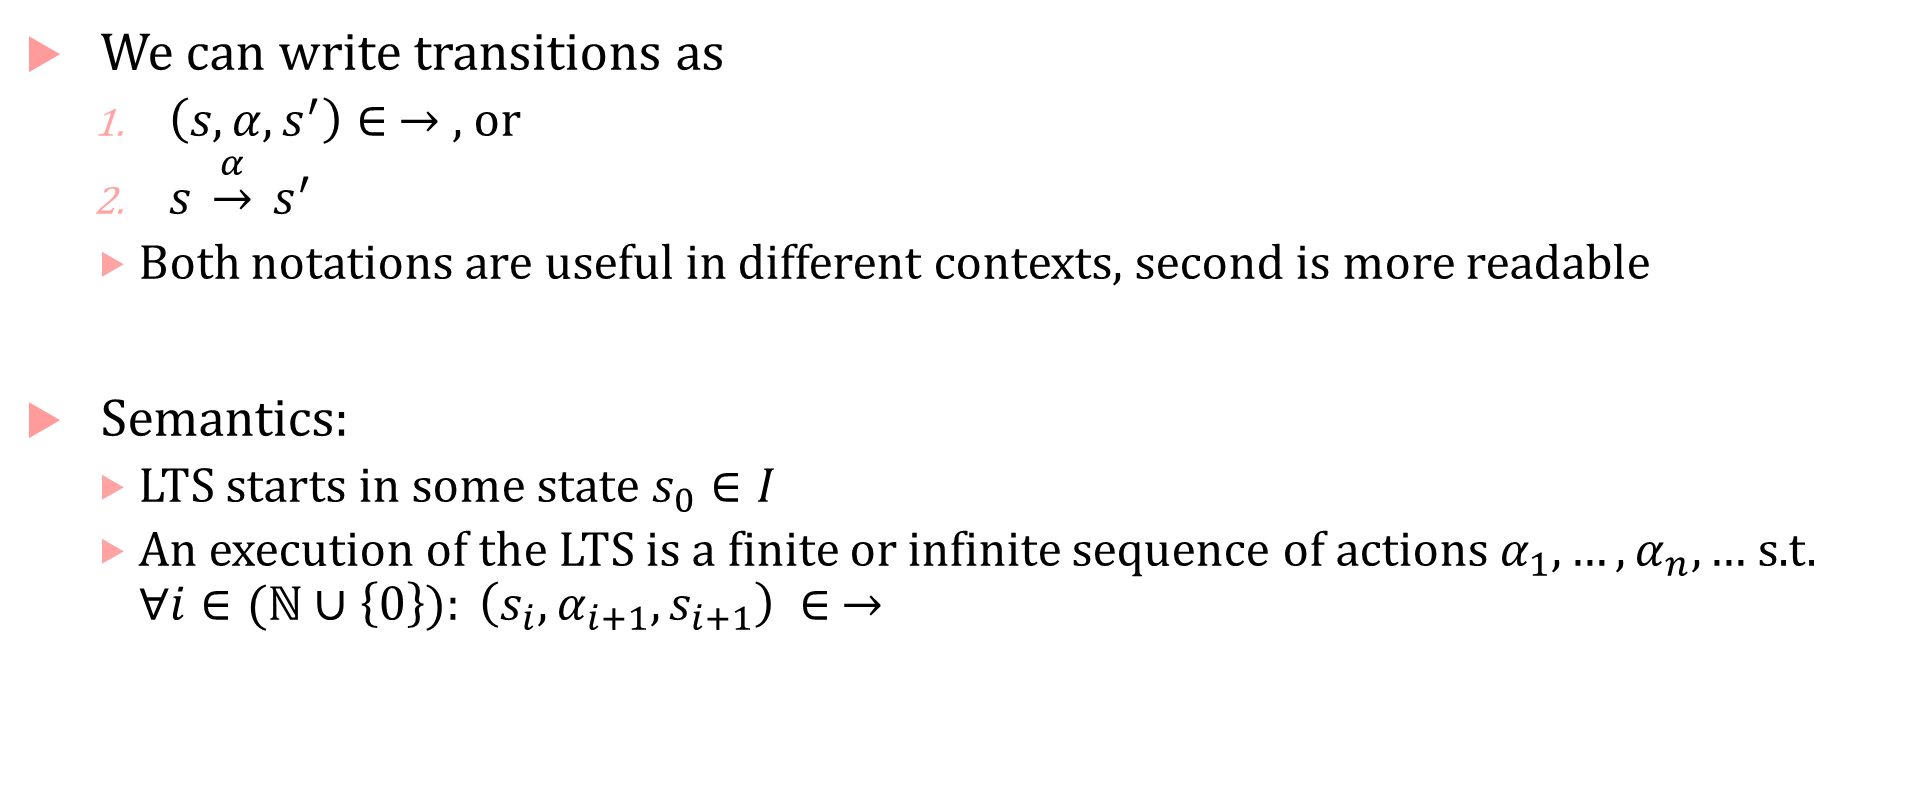 ▶ We can write transitions as
1. (s, α, s′) ∈ → , or
2. s →^α s′
▶ Both notations are useful in different contexts, second is more readable
▶ Semantics:
▶ LTS starts in some state s₀ ∈ I
▶ An execution of the LTS is a finite or infinite sequence of actions α₁, … , αₙ, … s.t.
∀i ∈ (ℕ ∪ {0}): (sᵢ, αᵢ₊₁, sᵢ₊₁) ∈ →